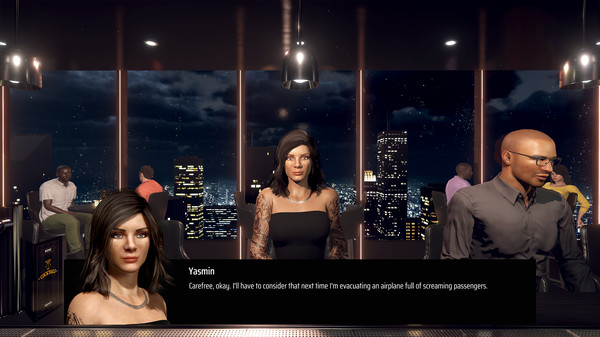 Yasmin
Carefree, okay. I'll have to consider that next time I'm evacuating an airplane full of screaming passengers.